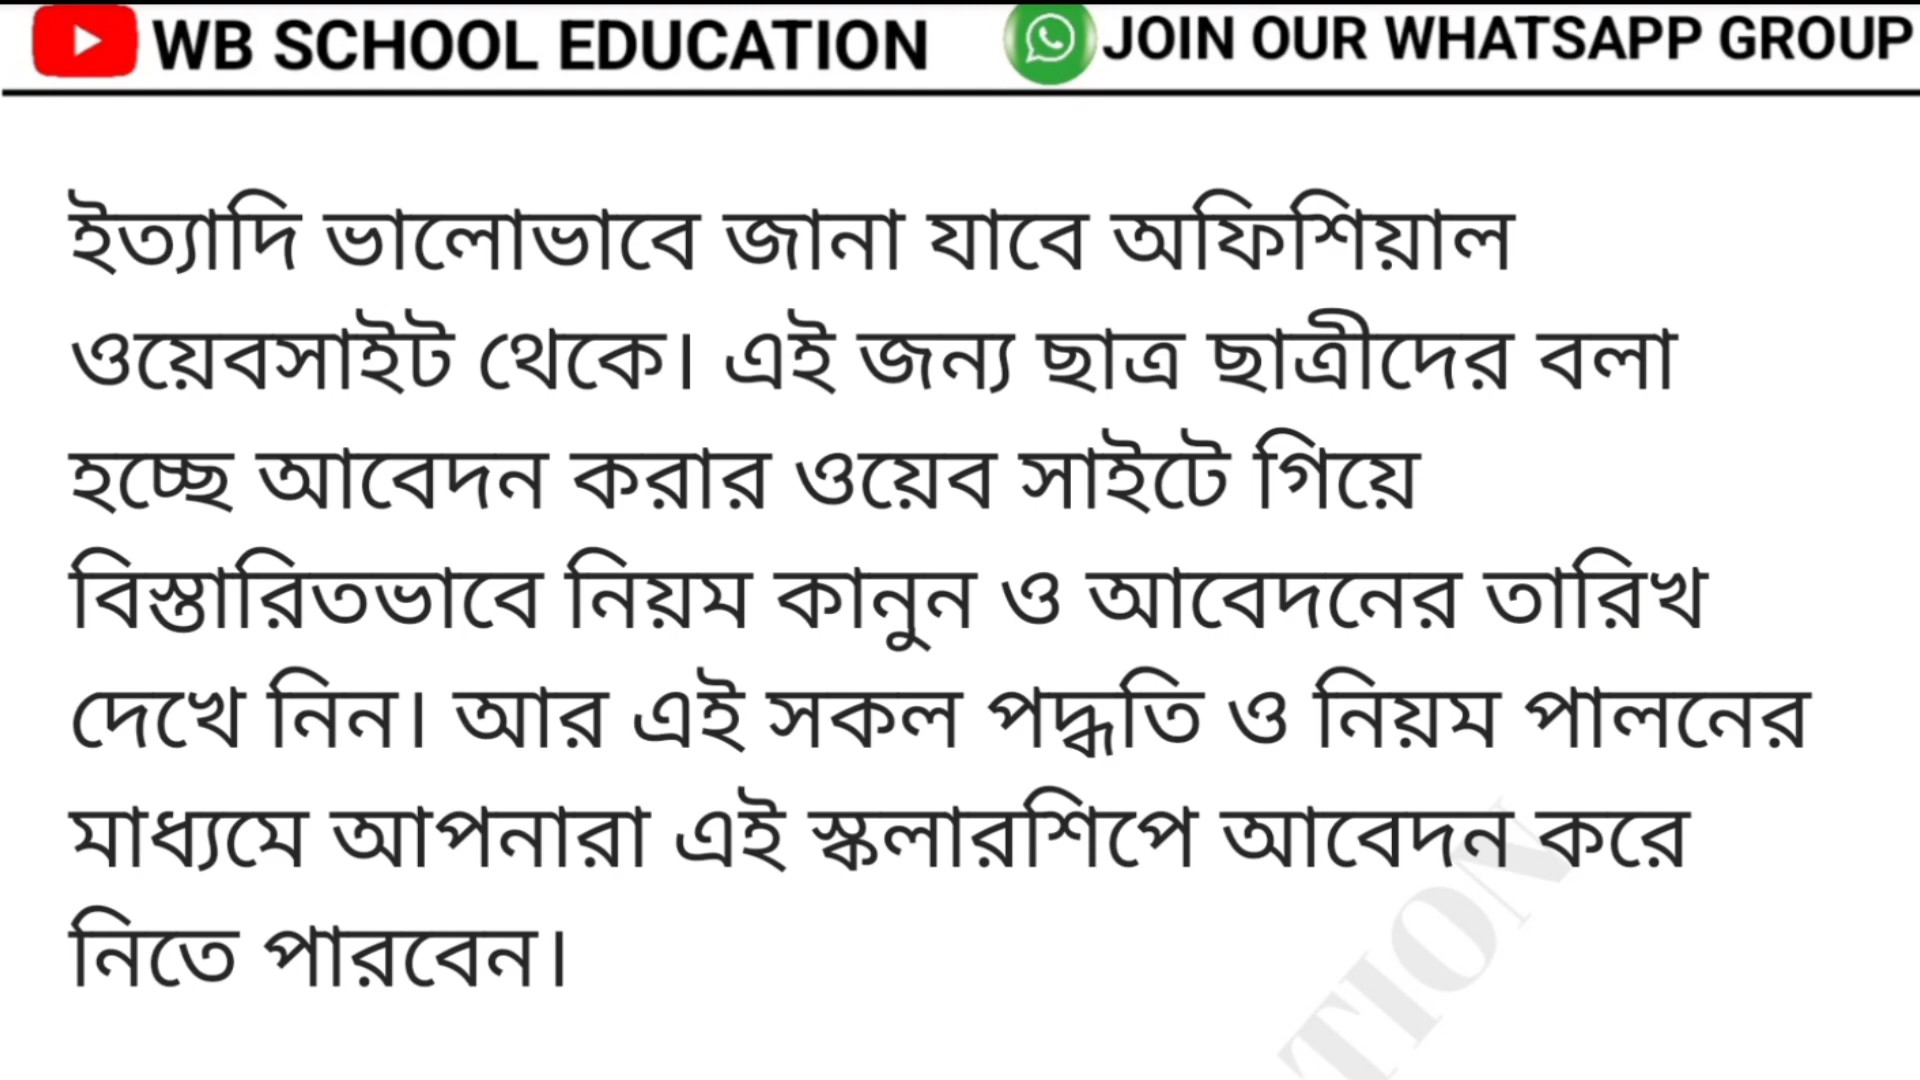 WB SCHOOL EDUCATION JOIN OUR WHATSAPP GROUP
ইত্যাদি ভালোভাবে জানা যাবে অফিশিয়াল
ওয়েবসাইট থেকে। এই জন্য ছাত্র ছাত্রীদের বলা
হচ্ছে আবেদন করার ওয়েব সাইটে গিয়ে
বিস্তারিতভাবে নিয়ম কানুন ও আবেদনের তারিখ
দেখে নিন। আর এই সকল পদ্ধতি ও নিয়ম পালনের
মাধ্যমে আপনারা এই স্কলারশিপে আবেদন করে
নিতে পারবেন।
TION